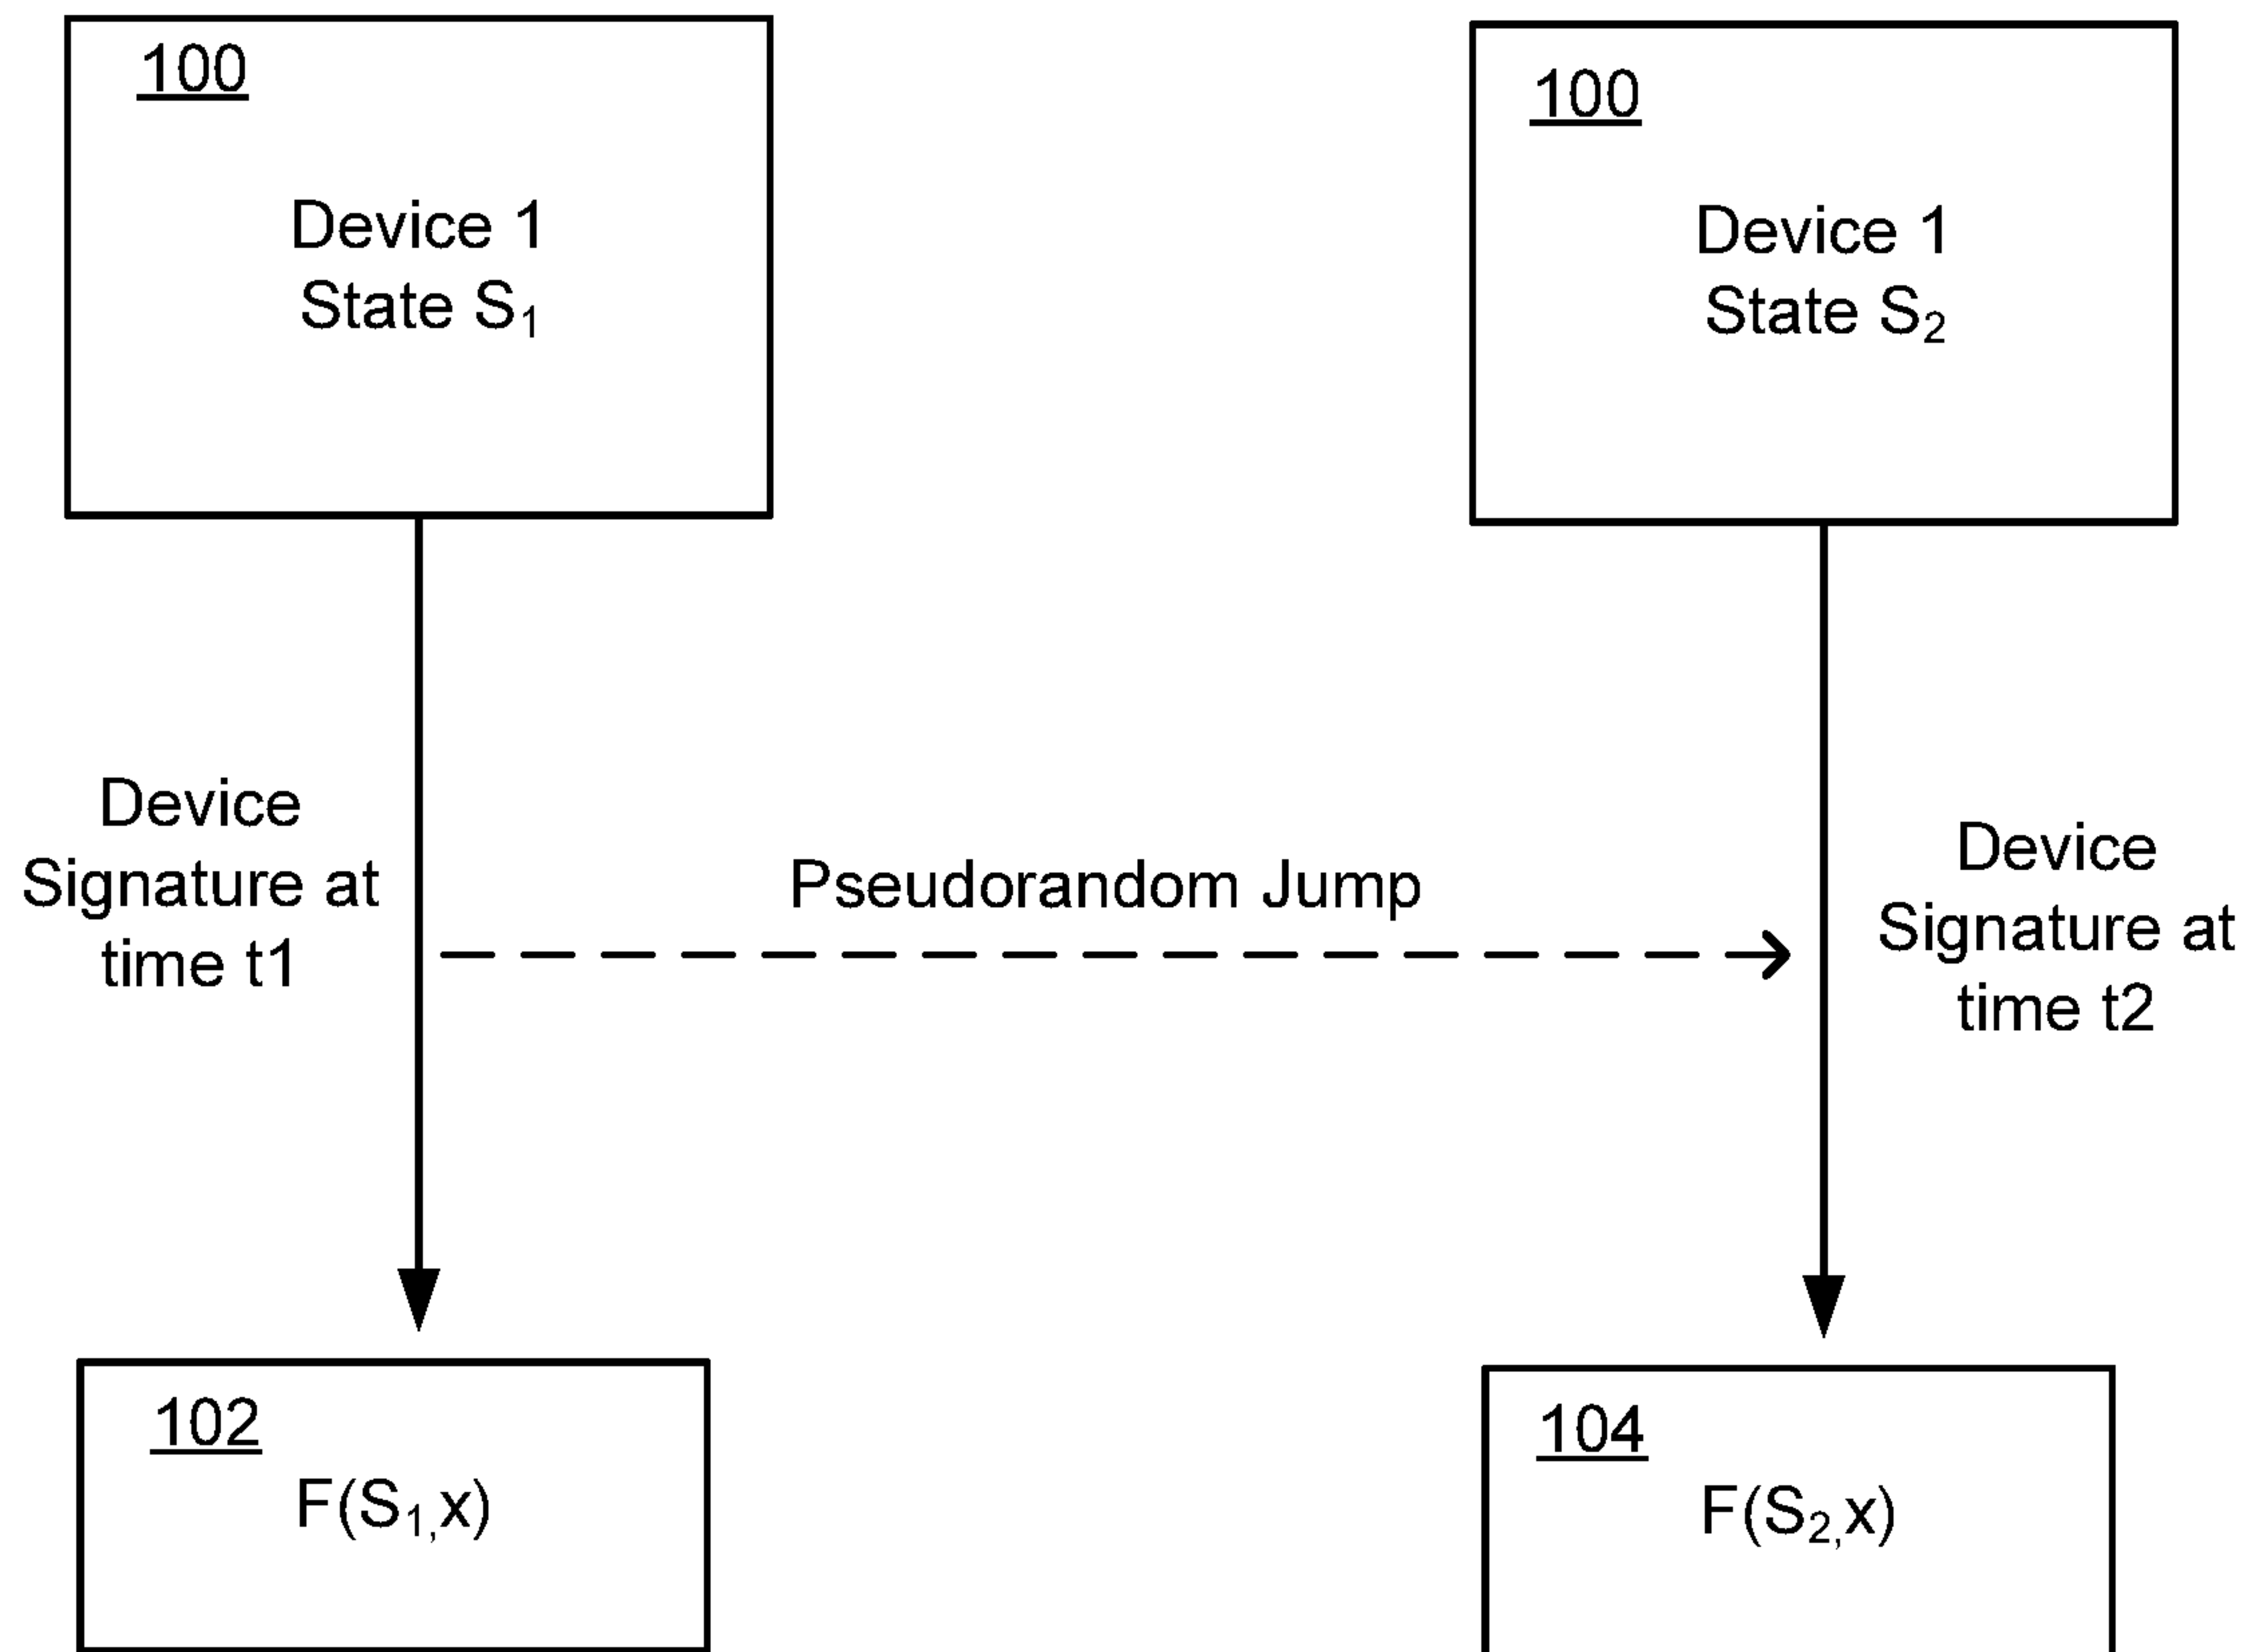 100
Device 1
State S₁
100
Device 1
State S₂
Device
Signature at
time t1
Pseudorandom Jump
Device
Signature at
time t2
102
F(S₁,x)
104
F(S₂,x)